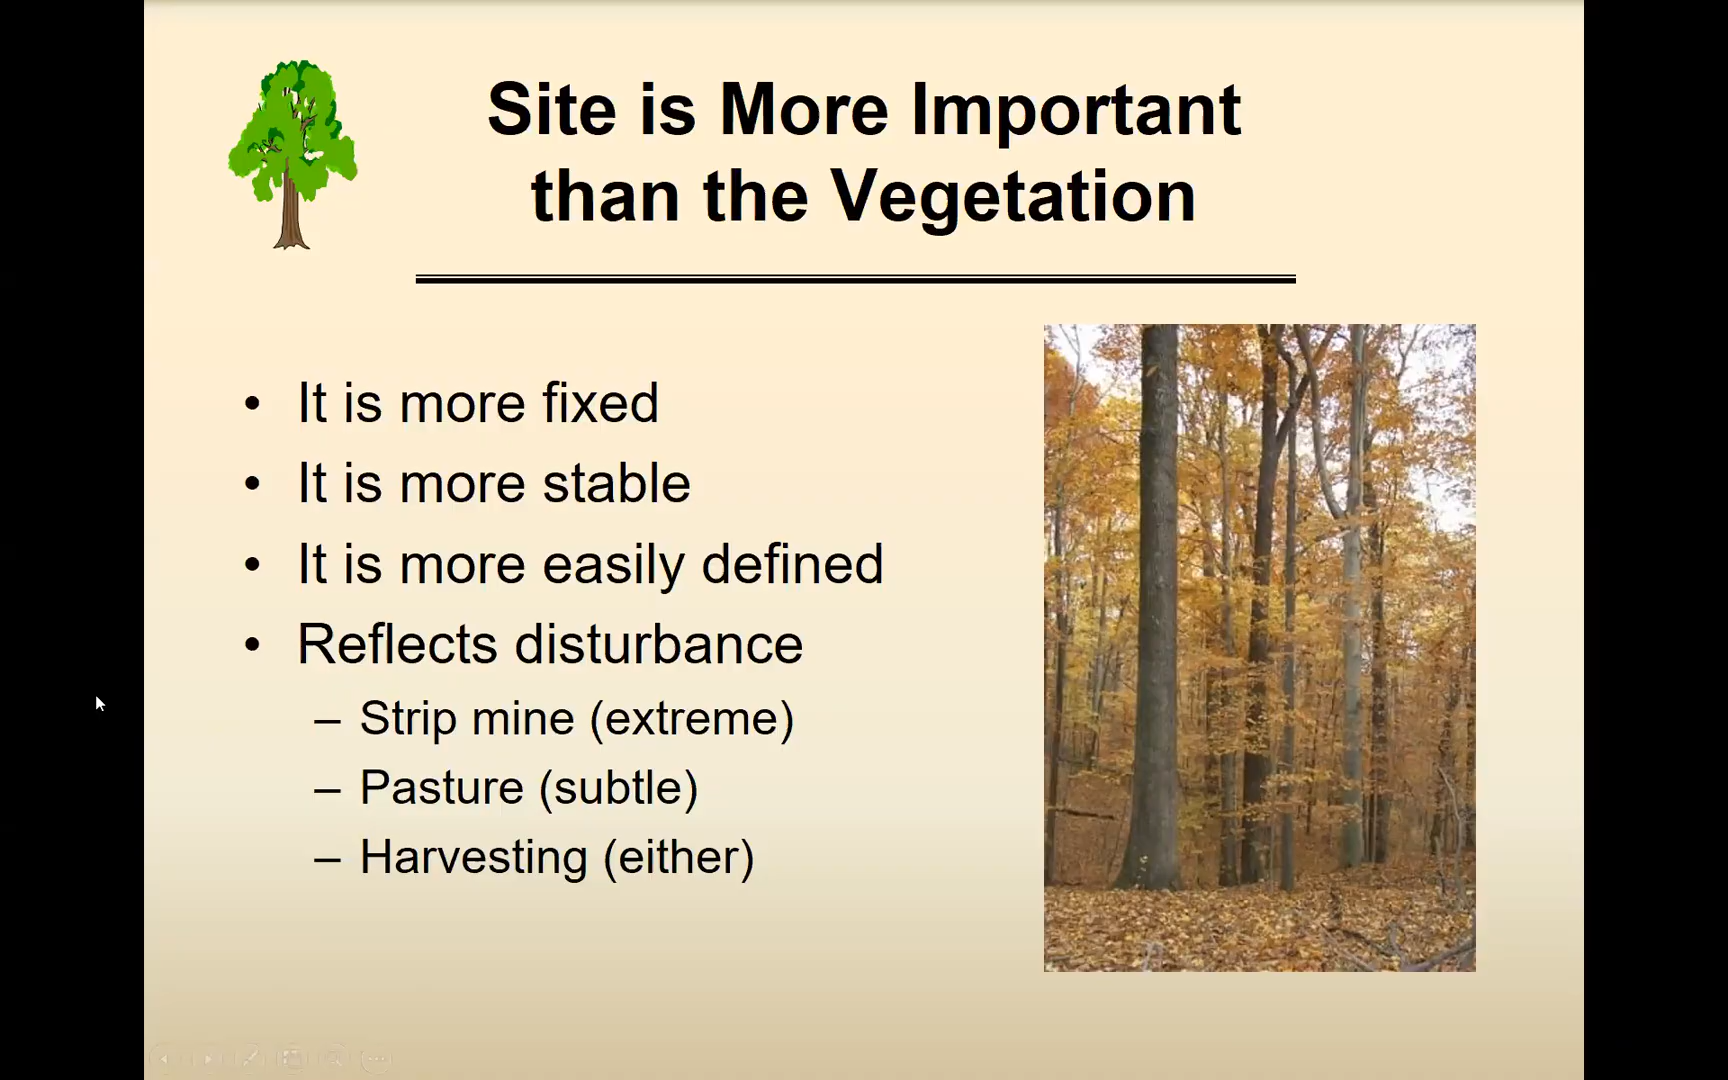 Site is More Important
than the Vegetation
• It is more fixed
• It is more stable
• It is more easily defined
• Reflects disturbance
– Strip mine (extreme)
– Pasture (subtle)
– Harvesting (either)